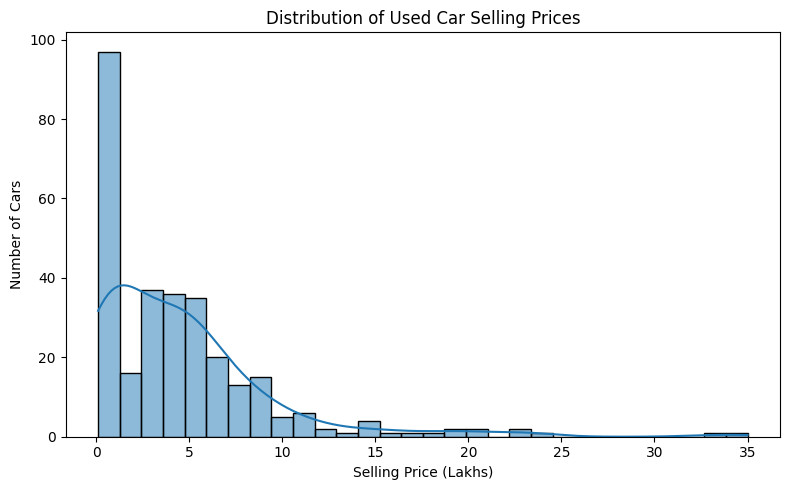 Distribution of Used Car Selling Prices
100
80
60
40
20
0
Number of Cars
0 5 10 15 20 25 30 35
Selling Price (Lakhs)